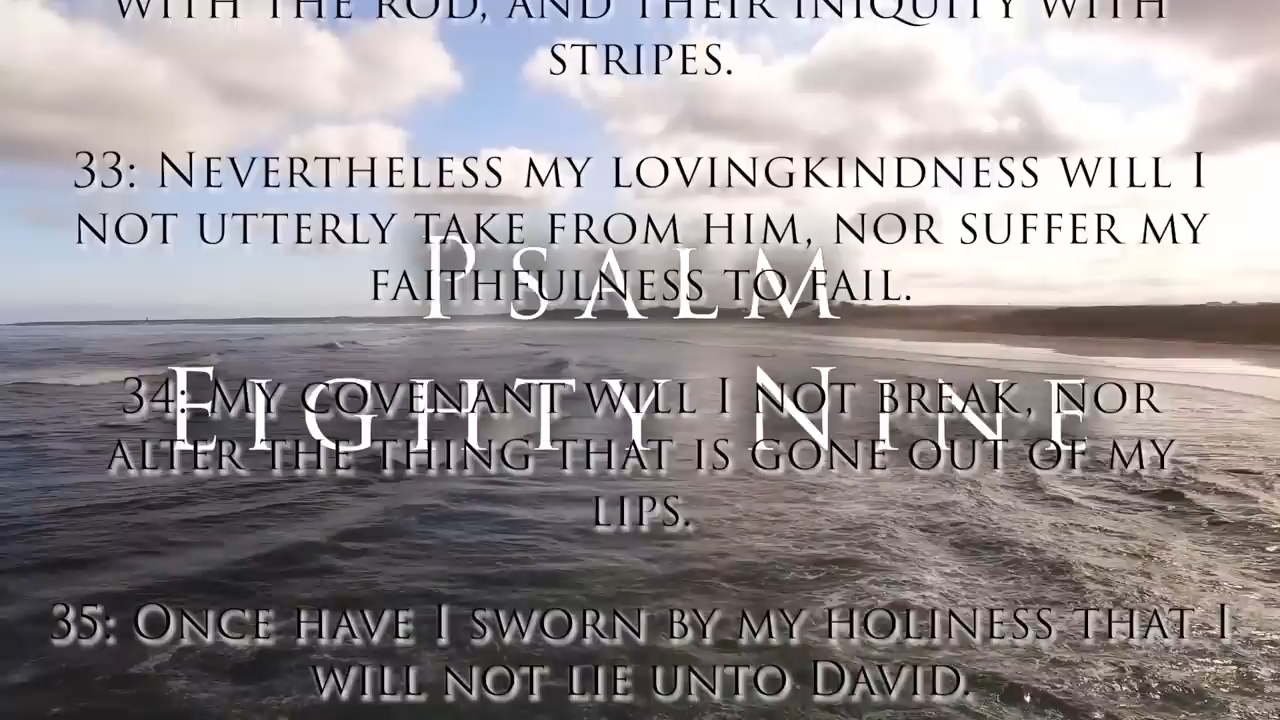 WITH THE ROD, AND THEIR INIQUITY WITH
STRIPES.
33: NEVERTHELESS MY LOVINGKINDNESS WILL I
NOT UTTERLY TAKE FROM HIM, NOR SUFFER MY
FAITHFULNESS TO FAIL.
PSALM
EIGHTY NINE
34: MY COVENANT WILL I NOT BREAK, NOR
ALTER THE THING THAT IS GONE OUT OF MY
LIPS.
35: ONCE HAVE I SWORN BY MY HOLINESS THAT I
WILL NOT LIE UNTO DAVID.